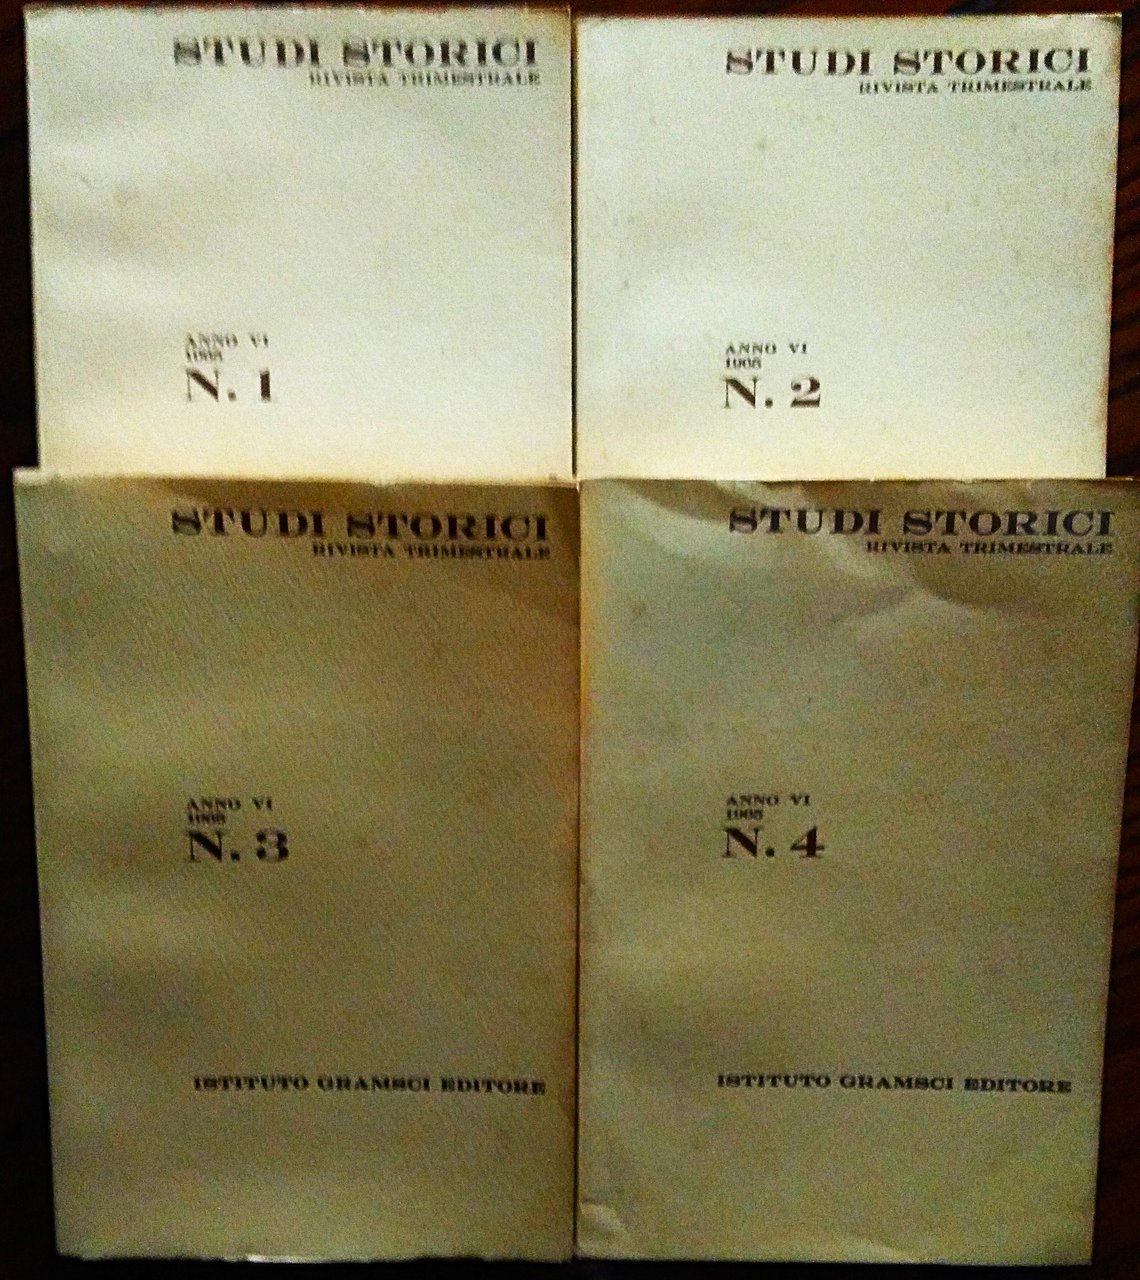 STUDI STORICI
RIVISTA TRIMESTRALE
ANNO VI
1965
N. 1
STUDI STORICI
RIVISTA TRIMESTRALE
ANNO VI
1965
N. 2
STUDI STORICI
RIVISTA TRIMESTRALE
ANNO VI
1965
N. 3
ISTITUTO GRAMSCI EDITORE
STUDI STORICI
RIVISTA TRIMESTRALE
ANNO VI
1965
N. 4
ISTITUTO GRAMSCI EDITORE